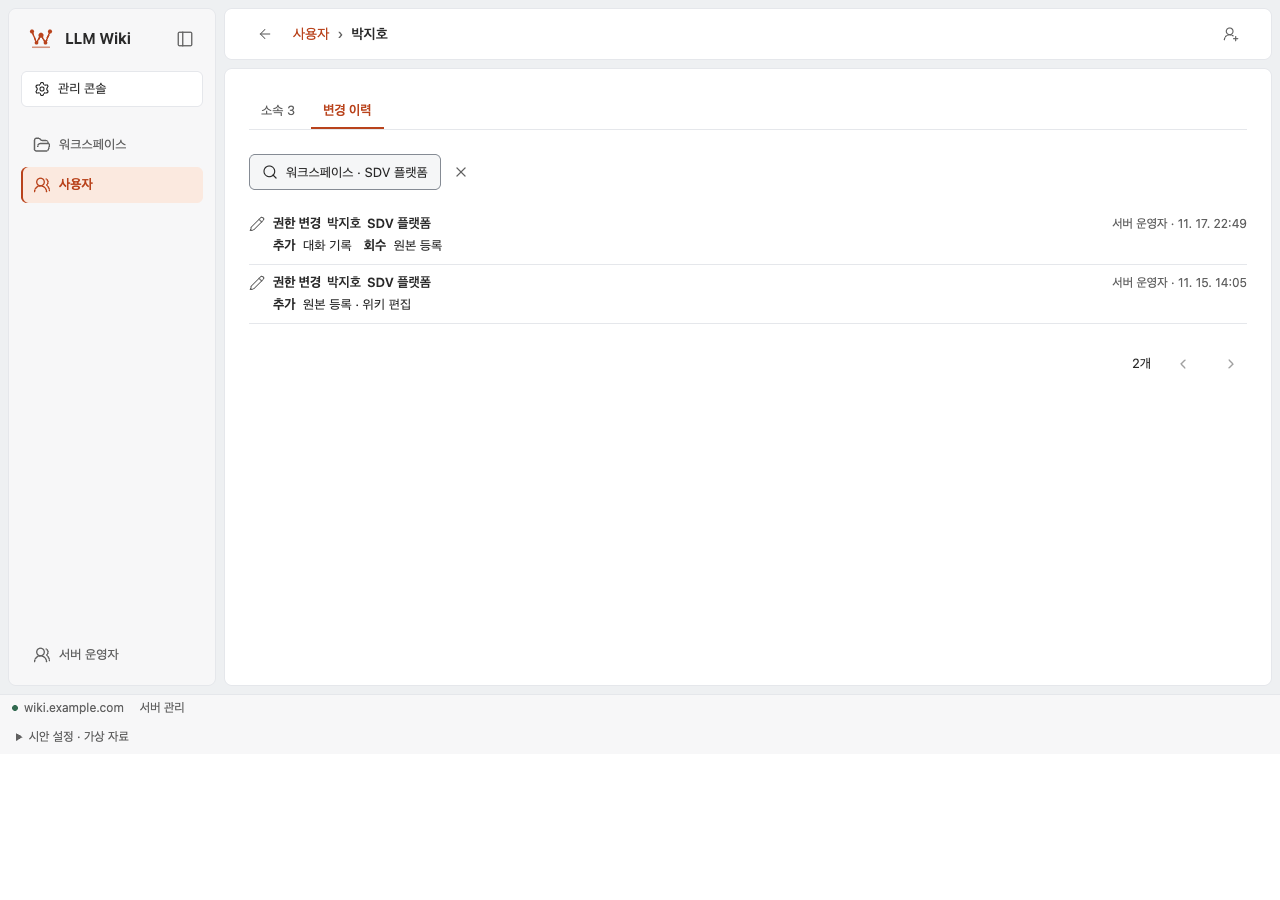 LLM Wiki
관리 콘솔
워크스페이스
사용자
서버 운영자
사용자 › 박지호
소속 3
변경 이력
워크스페이스 · SDV 플랫폼
권한 변경 박지호 SDV 플랫폼
서버 운영자 · 11. 17. 22:49
추가 대화 기록 회수 원본 등록
권한 변경 박지호 SDV 플랫폼
서버 운영자 · 11. 15. 14:05
추가 원본 등록 · 위키 편집
2개
wiki.example.com 서버 관리
시안 설정 · 가상 자료